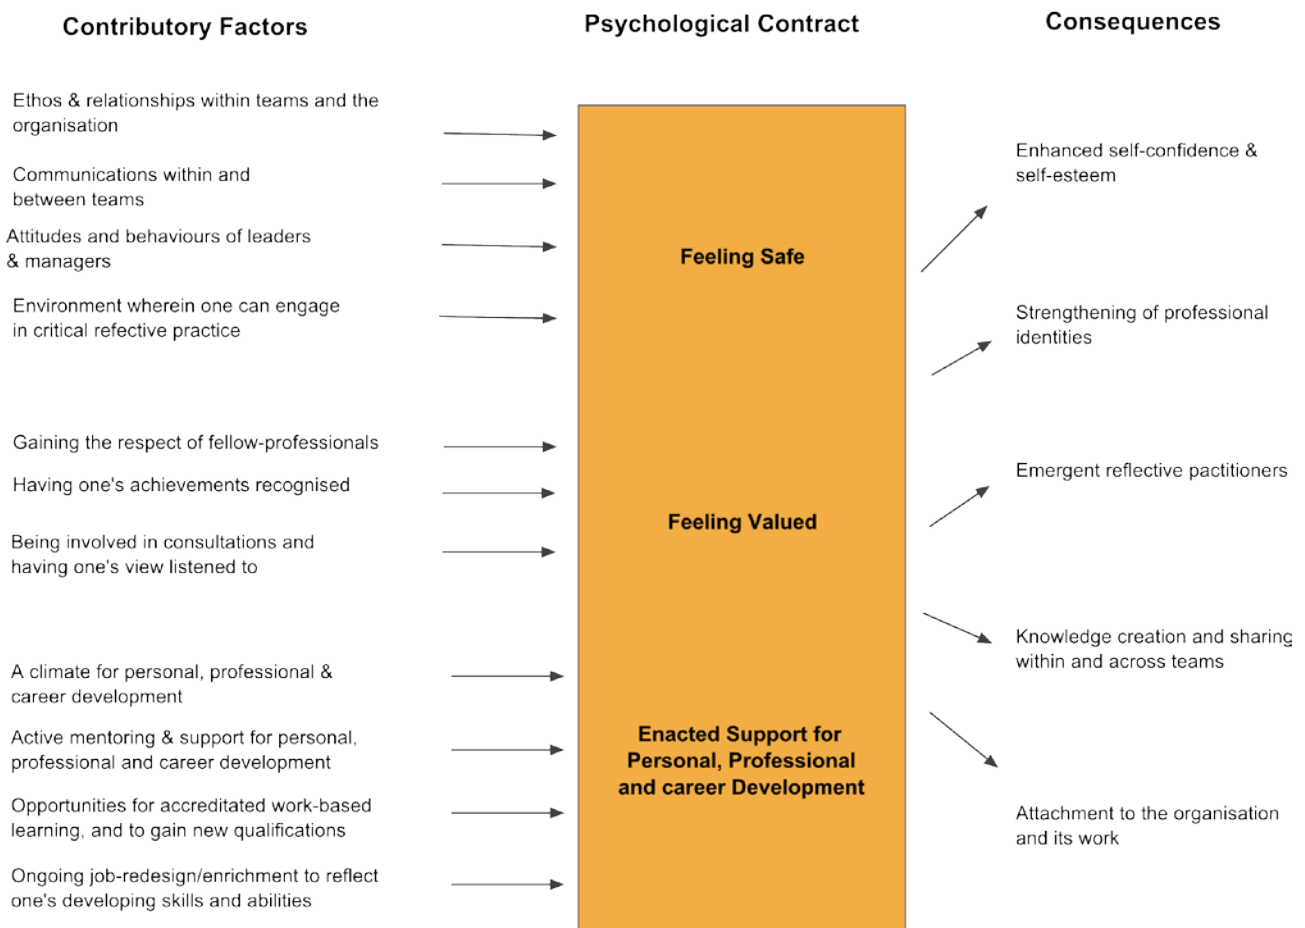 Contributory Factors
Psychological Contract
Consequences
Ethos & relationships within teams and the
organisation
Communications within and
between teams
Attitudes and behaviours of leaders
& managers
Environment wherein one can engage
in critical refective practice
Gaining the respect of fellow-professionals
Having one's achievements recognised
Being involved in consultations and
having one's view listened to
A climate for personal, professional &
career development
Active mentoring & support for personal,
professional and career development
Opportunities for accreditated work-based
learning, and to gain new qualifications
Ongoing job-redesign/enrichment to reflect
one's developing skills and abilities
Feeling Safe
Feeling Valued
Enacted Support for
Personal, Professional
and career Development
Enhanced self-confidence &
self-esteem
Strengthening of professional
identities
Emergent reflective pactitioners
Knowledge creation and sharing
within and across teams
Attachment to the organisation
and its work